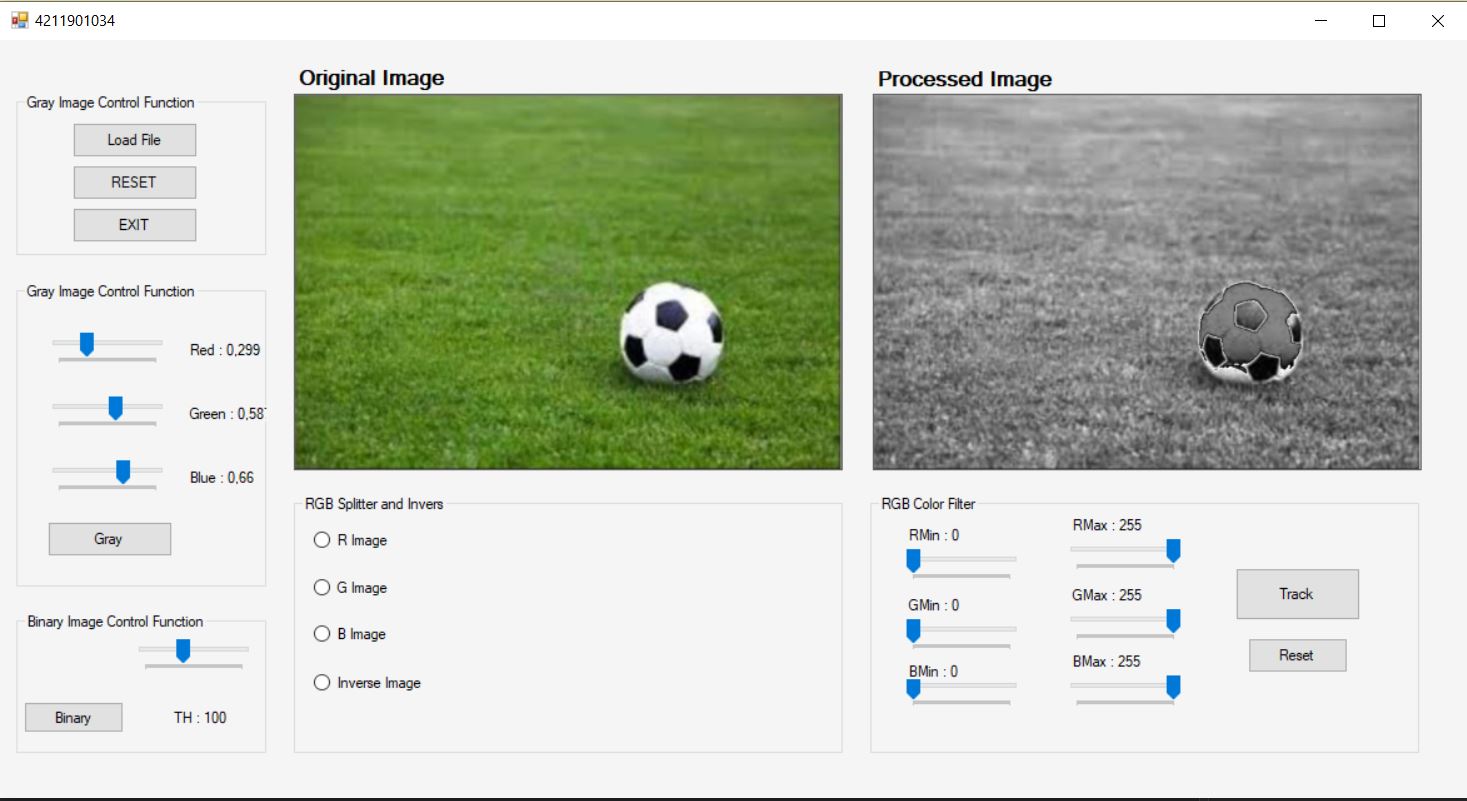 4211901034
Original Image
Processed Image
Gray Image Control Function
Load File
RESET
EXIT
Gray Image Control Function
Red : 0,299
Green : 0,587
Blue : 0,66
Gray
Binary Image Control Function
Binary
TH : 100
RGB Splitter and Invers
R Image
G Image
B Image
Inverse Image
RGB Color Filter
RMin : 0
RMax : 255
GMin : 0
GMax : 255
BMin : 0
BMax : 255
Track
Reset